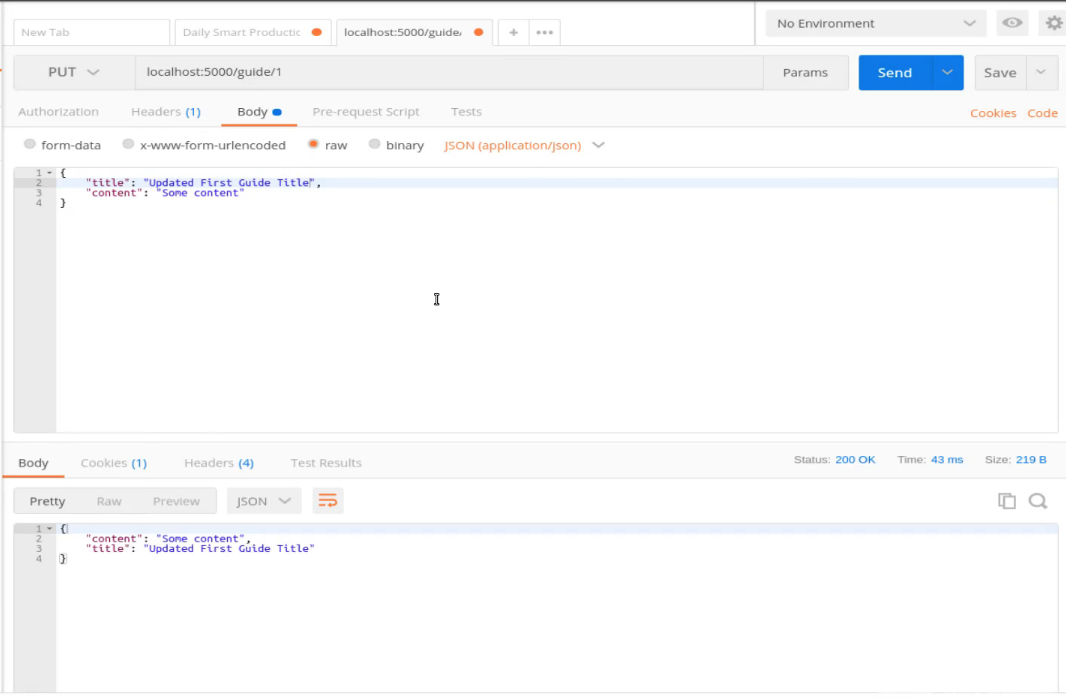 New Tab Daily Smart Productic localhost:5000/guide/ + ••• No Environment
PUT localhost:5000/guide/1 Params Send Save
Authorization Headers (1) Body Pre-request Script Tests Cookies Code
form-data x-www-form-urlencoded raw binary JSON (application/json)
1 {
2 "title": "Updated First Guide Title",
3 "content": "Some content"
4 }
Body Cookies (1) Headers (4) Test Results Status: 200 OK Time: 43 ms Size: 219 B
Pretty Raw Preview JSON
1 {
2 "content": "Some content",
3 "title": "Updated First Guide Title"
4 }